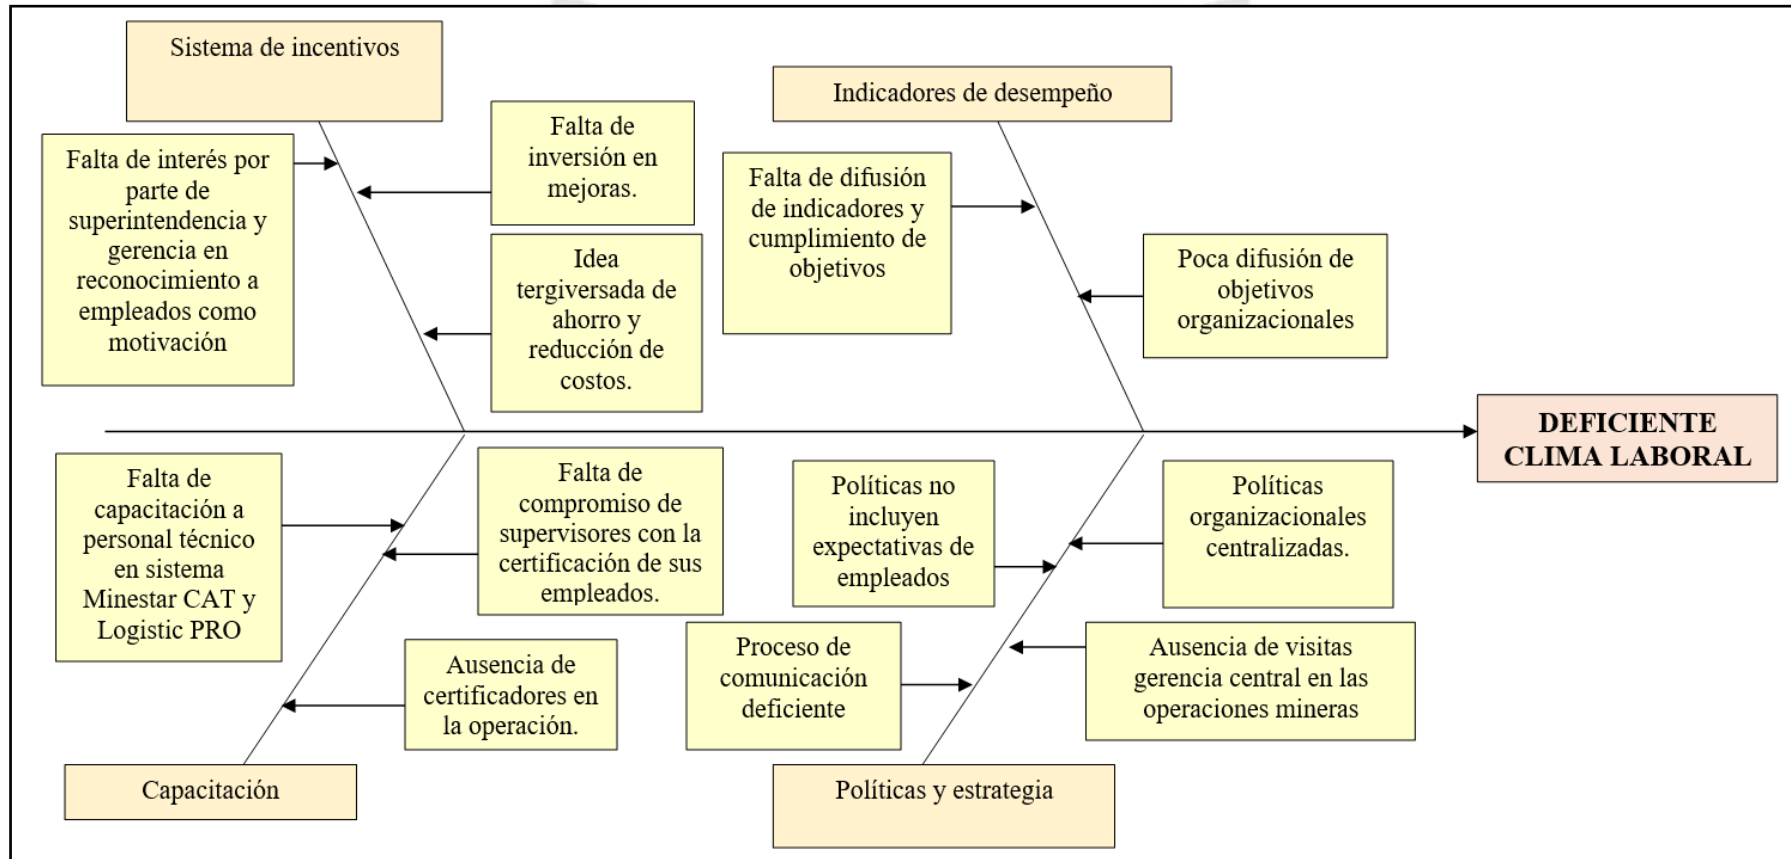 Sistema de incentivos
Indicadores de desempeño
Falta de interés por
parte de
superintendencia y
gerencia en
reconocimiento a
empleados como
motivación
Falta de
inversión en
mejoras.
Idea
tergiversada de
ahorro y
reducción de
costos.
Falta de difusión
de indicadores y
cumplimiento de
objetivos
Poca difusión de
objetivos
organizacionales
DEFICIENTE
CLIMA LABORAL
Falta de
capacitación a
personal técnico
en sistema
Minestar CAT y
Logistic PRO
Falta de
compromiso de
supervisores con la
certificación de sus
empleados.
Ausencia de
certificadores en
la operación.
Políticas no
incluyen
expectativas de
empleados
Políticas
organizacionales
centralizadas.
Proceso de
comunicación
deficiente
Ausencia de visitas
gerencia central en las
operaciones mineras
Capacitación
Políticas y estrategia